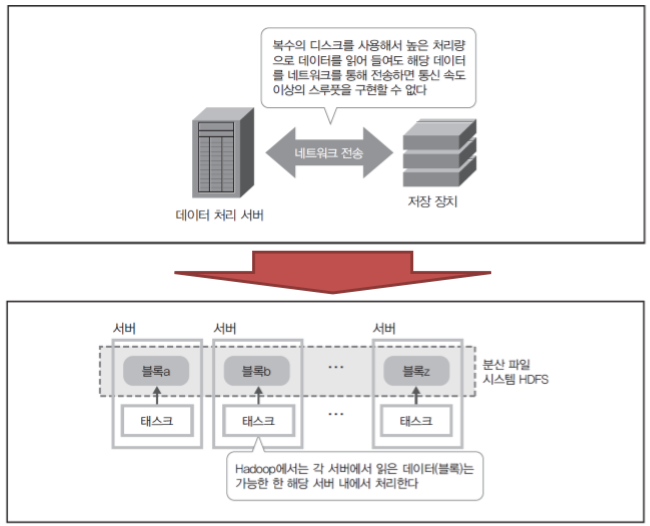 복수의 디스크를 사용해서 높은 처리량
으로 데이터를 읽어 들여도 해당 데이터
를 네트워크를 통해 전송하면 통신 속도
이상의 스루풋을 구현할 수 없다
네트워크 전송
데이터 처리 서버
저장 장치
서버
서버
서버
블록a
블록b
...
블록z
분산 파일
시스템 HDFS
태스크
태스크
...
태스크
Hadoop에서는 각 서버에서 읽은 데이터(블록)는
가능한 한 해당 서버 내에서 처리한다